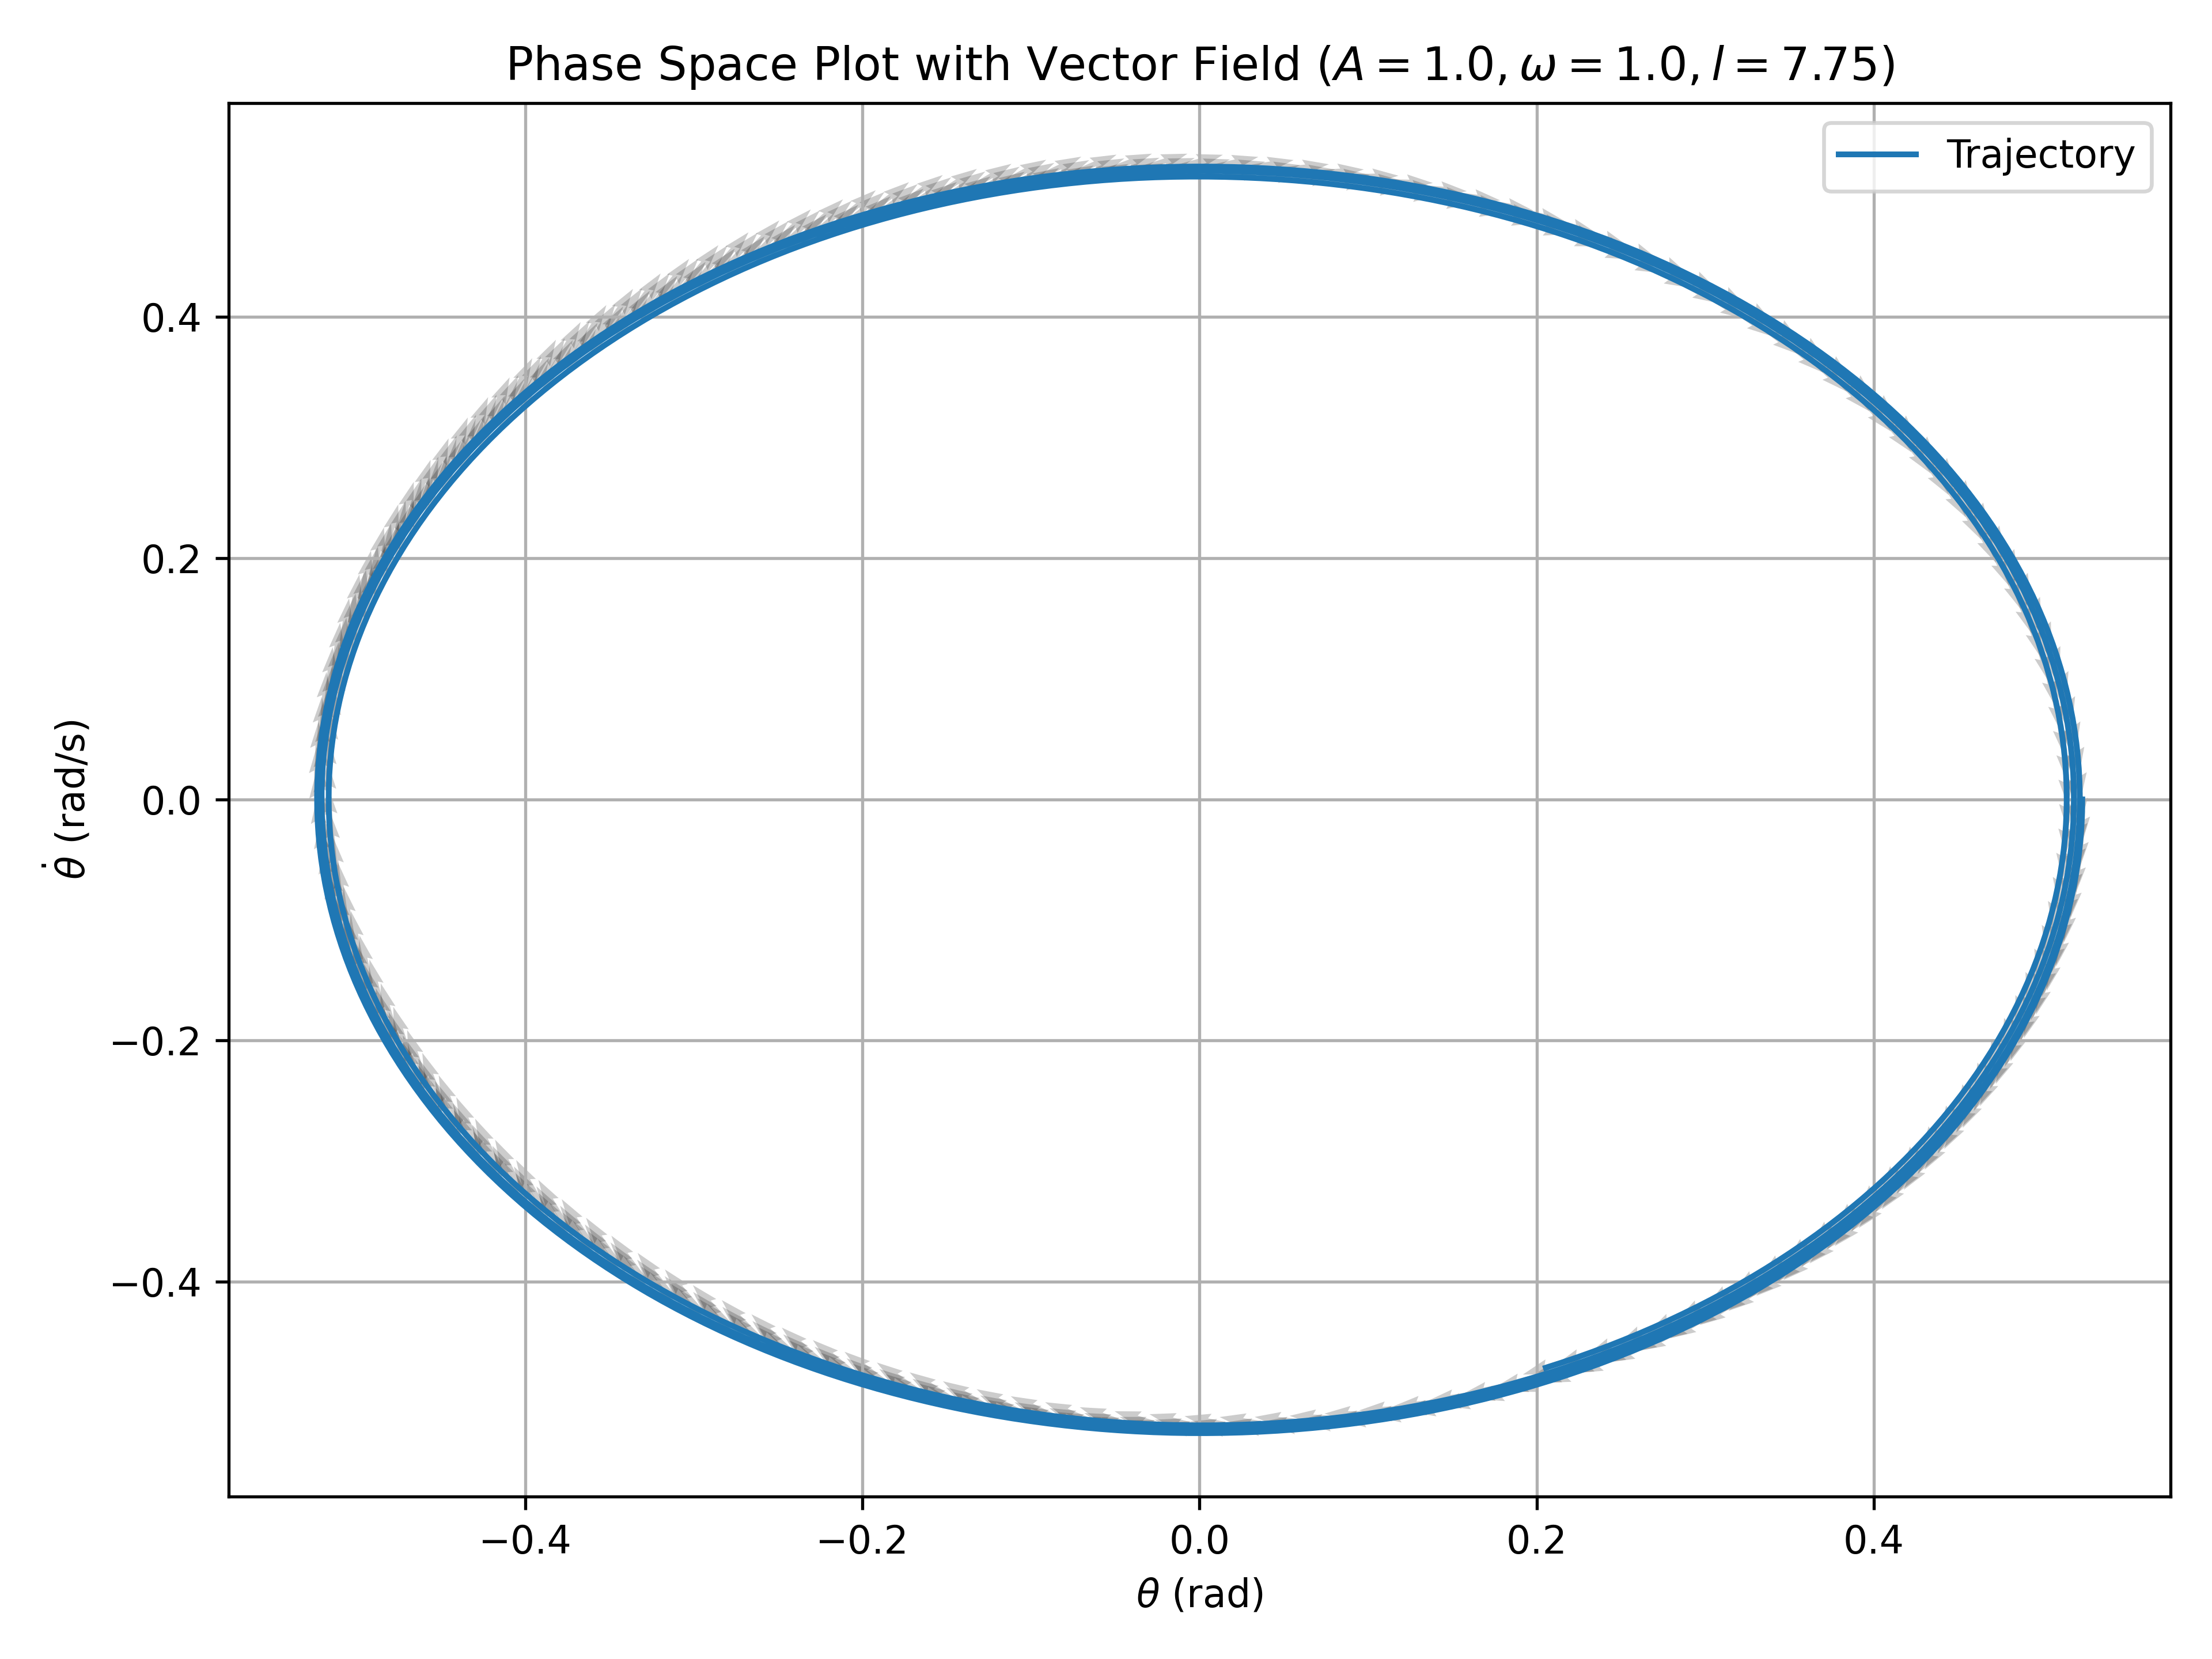 Phase Space Plot with Vector Field (A = 1.0, ω = 1.0, l = 7.75)
Trajectory
θ̇ (rad/s)
0.4
0.2
0.0
−0.2
−0.4
−0.4 −0.2 0.0 0.2 0.4
θ (rad)